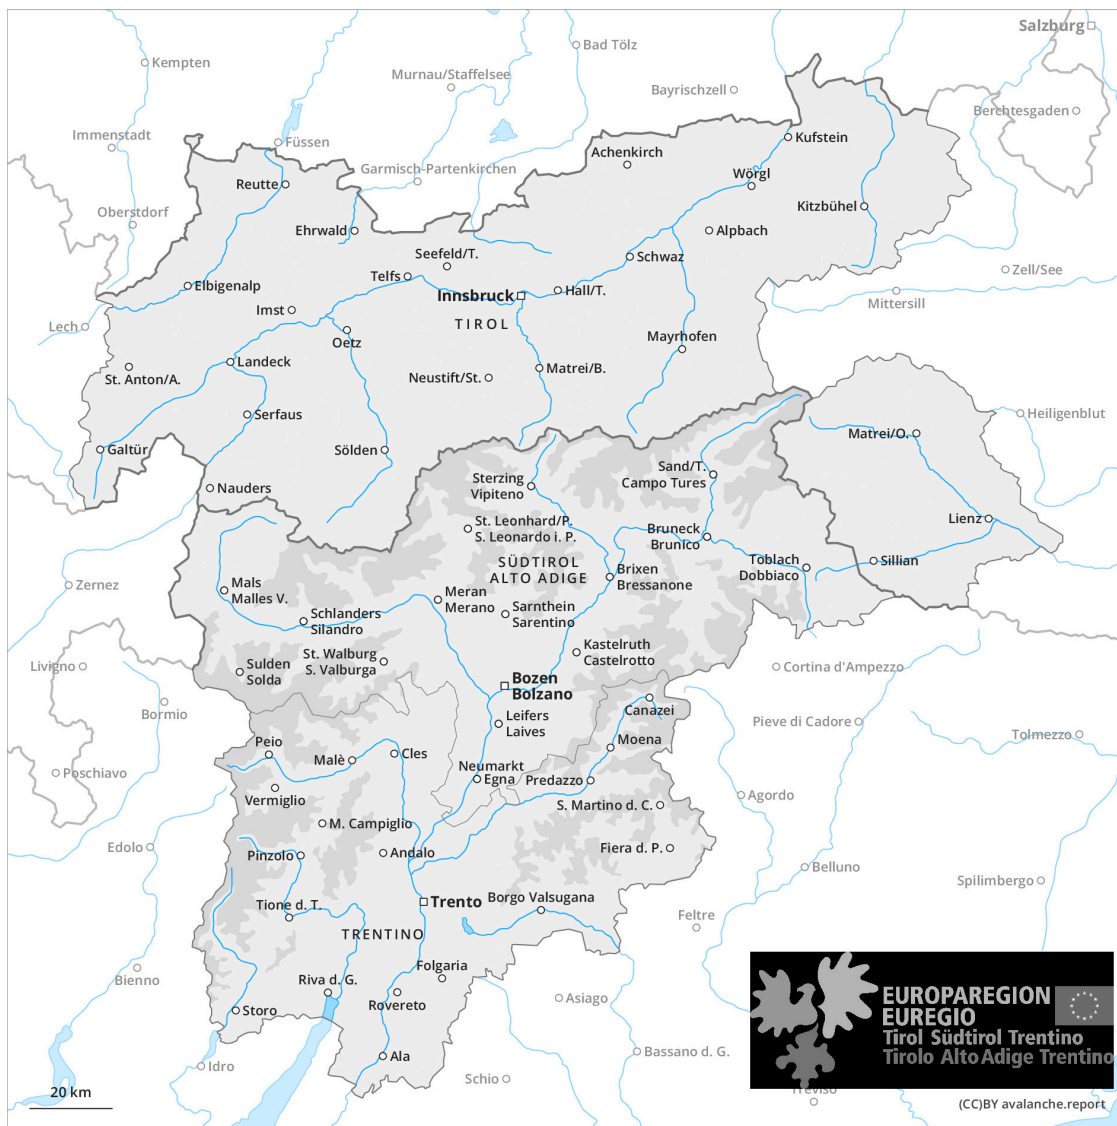 Salzburg
Bad Tölz
Kempten
Murnau/Staffelsee
Bayrischzell
Berchtesgaden
Immenstadt
Füssen
Kufstein
Achenkirch
Garmisch-Partenkirchen
Wörgl
Reutte
Kitzbühel
Oberstdorf
Ehrwald
Alpbach
Seefeld/T.
Schwaz
Telfs
Zell/See
Elbigenalp
Innsbruck
Hall/T.
Mittersill
Imst
TIROL
Lech
Oetz
Mayrhofen
Landeck
Matrei/B.
St. Anton/A.
Neustift/St.
Serfaus
Heiligenblut
Matrei/O.
Galtür
Sölden
Sand/T.
Campo Tures
Sterzing
Vipiteno
Nauders
Lienz
St. Leonhard/P.
S. Leonardo i. P.
Bruneck
Brunico
SÜDTIROL
ALTO ADIGE
Toblach
Dobbiaco
Sillian
Brixen
Bressanone
Zernez
Mals
Malles V.
Meran
Merano
Schlanders
Silandro
Sarnthein
Sarentino
Kastelruth
Castelrotto
St. Walburg
S. Valburga
Livigno
Sulden
Solda
Cortina d'Ampezzo
Bozen
Bolzano
Bormio
Canazei
Leifers
Laives
Pieve di Cadore
Tolmezzo
Moena
Peio
Cles
Malè
Poschiavo
Neumarkt
Egna
Predazzo
Vermiglio
S. Martino d. C.
Agordo
M. Campiglio
Edolo
Pinzolo
Andalo
Fiera d. P.
Belluno
Spilimbergo
Trento
Borgo Valsugana
Tione d. T.
Feltre
TRENTINO
Folgaria
Bienno
Riva d. G.
Rovereto
Asiago
EUROPAREGION
EUREGIO
Storo
Tirol Südtirol Trentino
Tirolo Alto Adige Trentino
Ala
Bassano d. G.
Idro
Schio
Treviso
20 km
(CC)BY avalanche.report